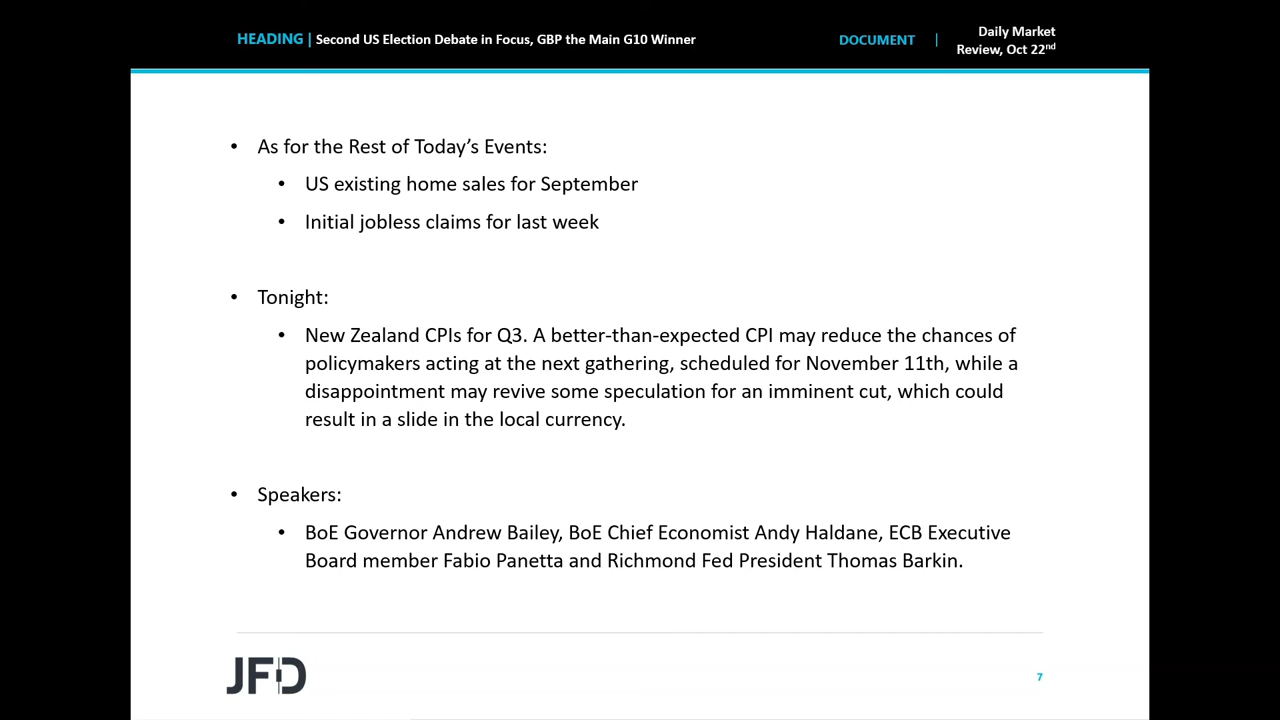 HEADING | Second US Election Debate in Focus, GBP the Main G10 Winner
DOCUMENT | Daily Market
Review, Oct 22nd
• As for the Rest of Today’s Events:
• US existing home sales for September
• Initial jobless claims for last week
• Tonight:
• New Zealand CPIs for Q3. A better-than-expected CPI may reduce the chances of
policymakers acting at the next gathering, scheduled for November 11th, while a
disappointment may revive some speculation for an imminent cut, which could
result in a slide in the local currency.
• Speakers:
• BoE Governor Andrew Bailey, BoE Chief Economist Andy Haldane, ECB Executive
Board member Fabio Panetta and Richmond Fed President Thomas Barkin.
JFD
7